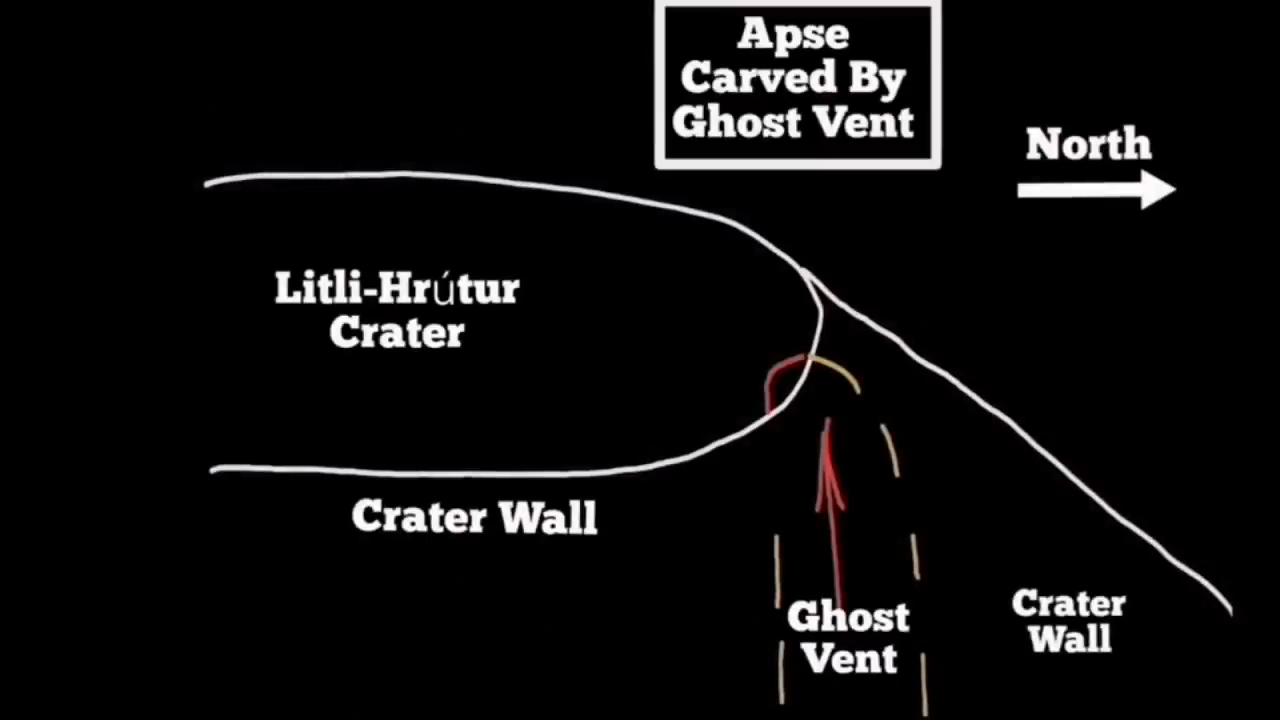 Apse
Carved By
Ghost Vent
North
Litli-Hrútur
Crater
Crater Wall
Ghost
Vent
Crater
Wall